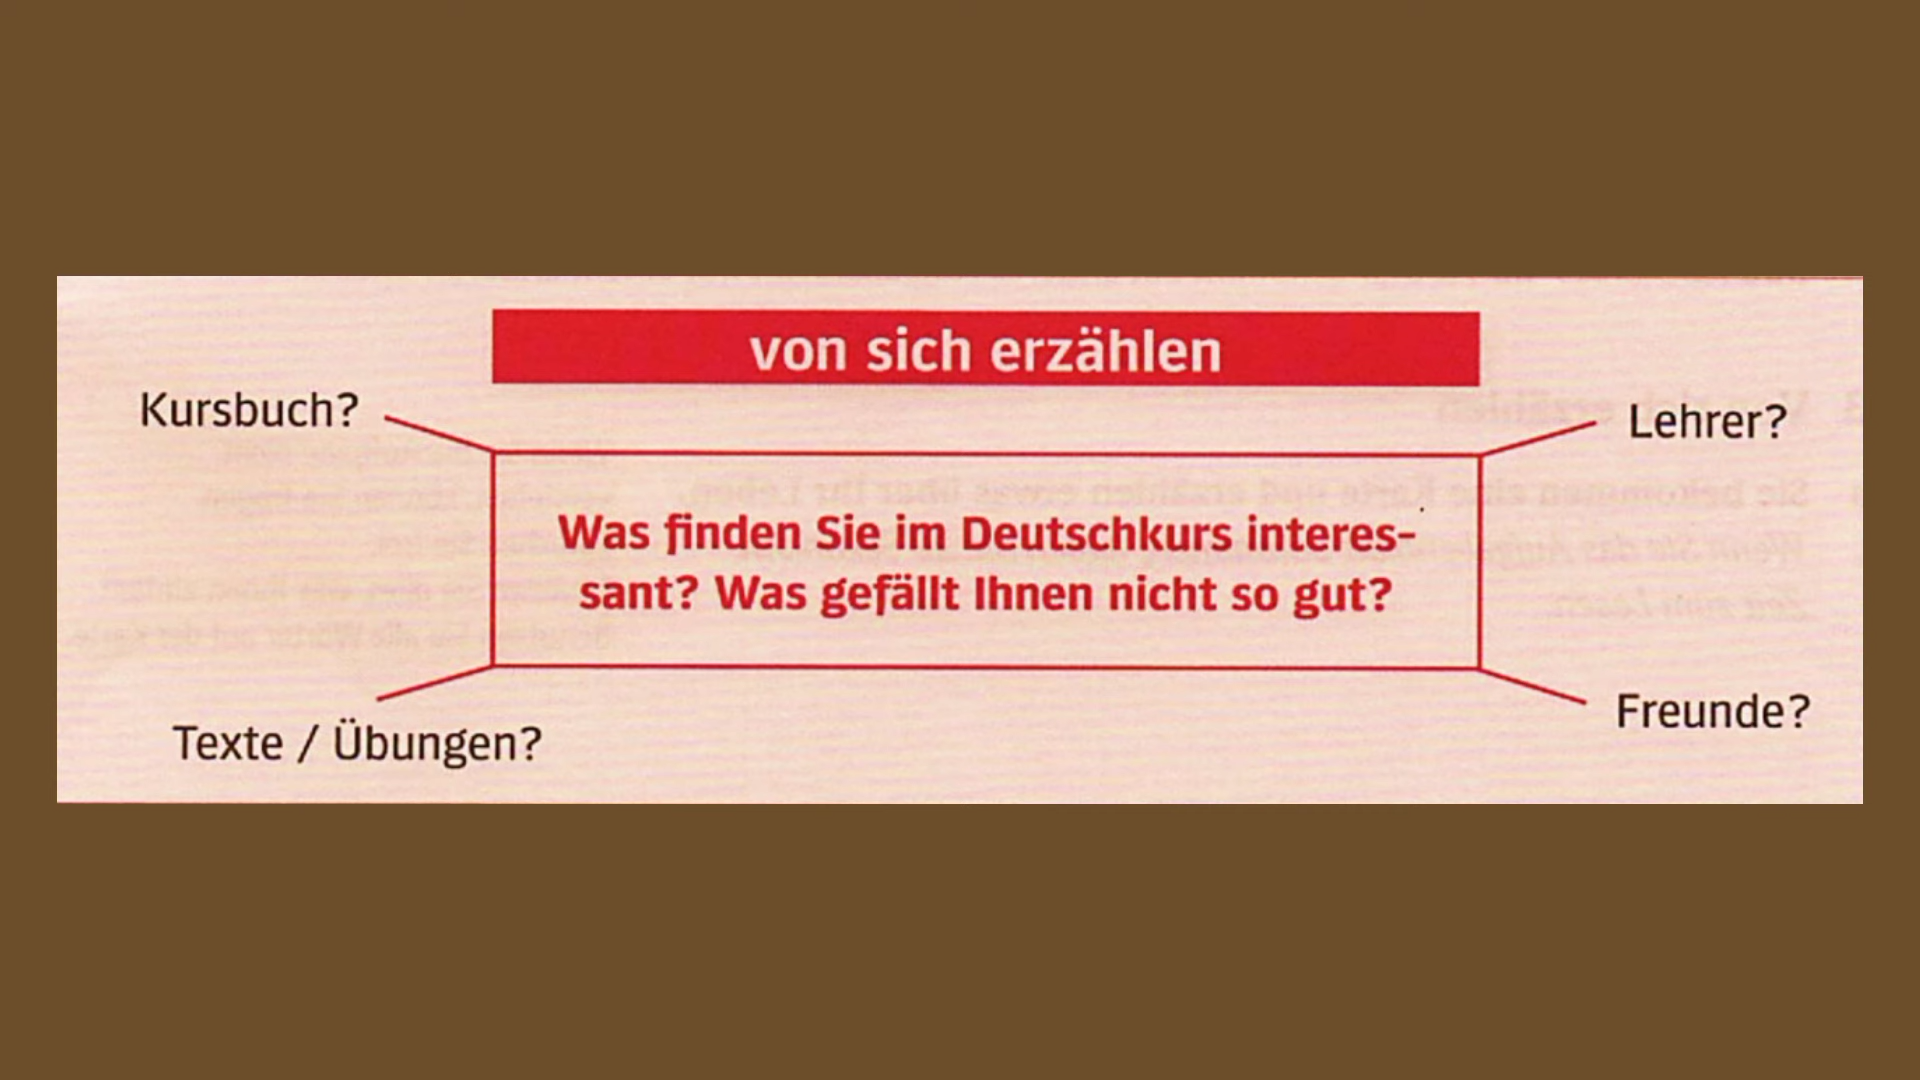 von sich erzählen
Kursbuch?
Lehrer?
Was finden Sie im Deutschkurs interes-
sant? Was gefällt Ihnen nicht so gut?
Texte / Übungen?
Freunde?